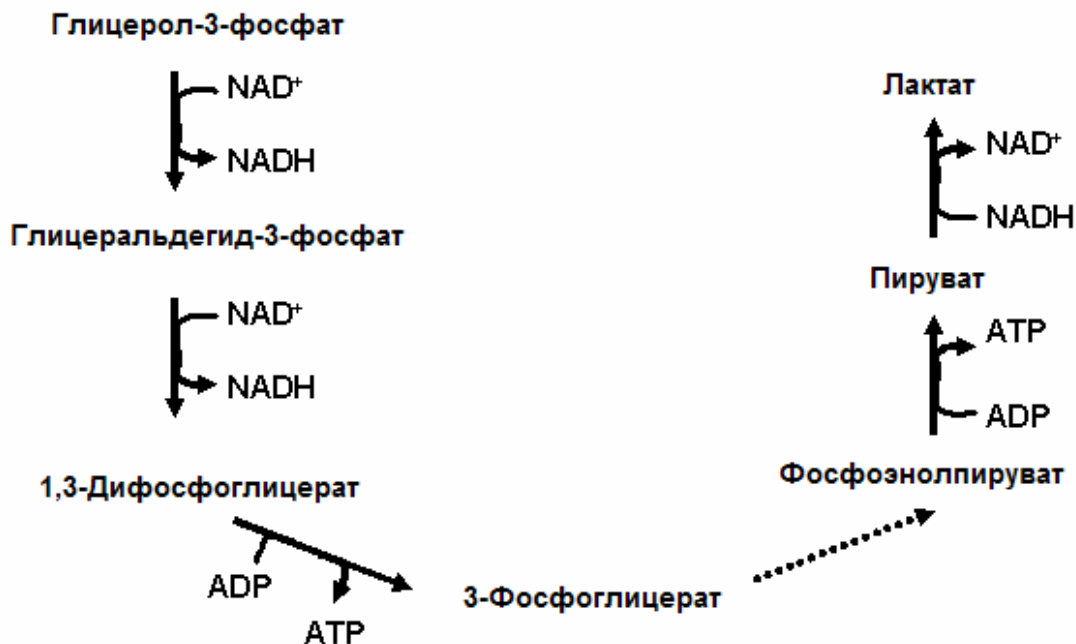 Глицерол-3-фосфат
NAD⁺
NADH
Глицеральдегид-3-фосфат
NAD⁺
NADH
1,3-Дифосфоглицерат
ADP
ATP
3-Фосфоглицерат
Фосфоэнолпируват
ADP
ATP
Пируват
NADH
NAD⁺
Лактат